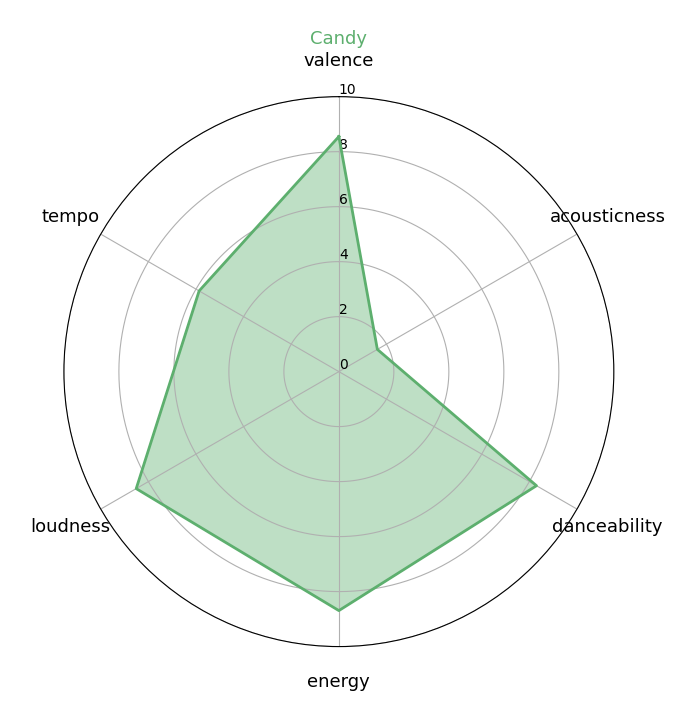 Candy
valence
10
8
tempo
6
acousticness
4
2
0
loudness
danceability
energy